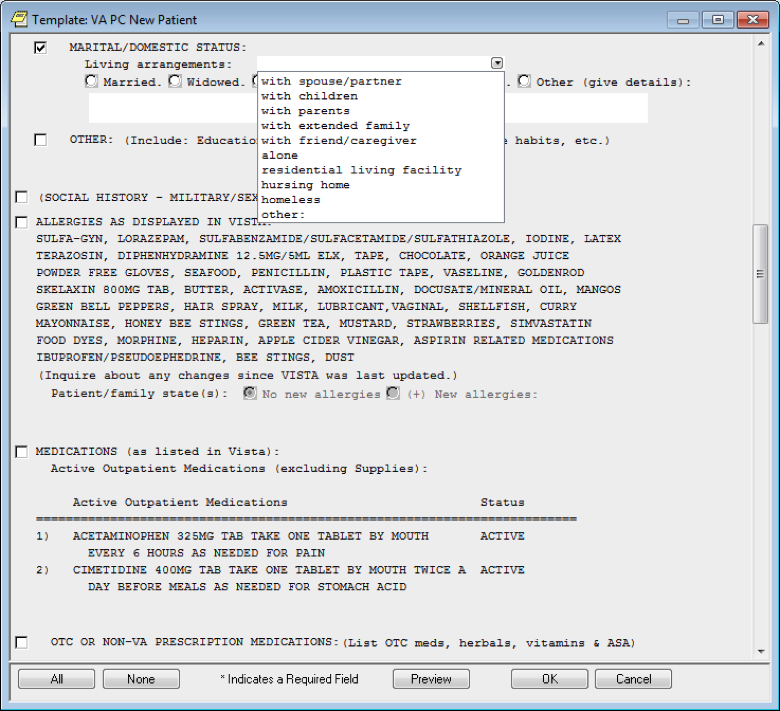 Template: VA PC New Patient
MARITAL/DOMESTIC STATUS:
Living arrangements:
Married. Widowed. . Other (give details):
with spouse/partner
with children
with parents
with extended family
with friend/caregiver
alone
residential living facility
hursing home
homeless
other:
OTHER: (Include: Educatio habits, etc.)
(SOCIAL HISTORY - MILITARY/SEX
ALLERGIES AS DISPLAYED IN VISTA:
SULFA-GYN, LORAZEPAM, SULFABENZAMIDE/SULFACETAMIDE/SULFATHIAZOLE, IODINE, LATEX
TERAZOSIN, DIPHENHYDRAMINE 12.5MG/5ML ELX, TAPE, CHOCOLATE, ORANGE JUICE
POWDER FREE GLOVES, SEAFOOD, PENICILLIN, PLASTIC TAPE, VASELINE, GOLDENROD
SKELAXIN 800MG TAB, BUTTER, ACTIVASE, AMOXICILLIN, DOCUSATE/MINERAL OIL, MANGOS
GREEN BELL PEPPERS, HAIR SPRAY, MILK, LUBRICANT,VAGINAL, SHELLFISH, CURRY
MAYONNAISE, HONEY BEE STINGS, GREEN TEA, MUSTARD, STRAWBERRIES, SIMVASTATIN
FOOD DYES, MORPHINE, HEPARIN, APPLE CIDER VINEGAR, ASPIRIN RELATED MEDICATIONS
IBUPROFEN/PSEUDOEPHEDRINE, BEE STINGS, DUST
(Inquire about any changes since VISTA was last updated.)
Patient/family state(s): No new allergies (+) New allergies:
MEDICATIONS (as listed in Vista):
Active Outpatient Medications (excluding Supplies):
Active Outpatient Medications Status
=========================================================================
1) ACETAMINOPHEN 325MG TAB TAKE ONE TABLET BY MOUTH ACTIVE
EVERY 6 HOURS AS NEEDED FOR PAIN
2) CIMETIDINE 400MG TAB TAKE ONE TABLET BY MOUTH TWICE A ACTIVE
DAY BEFORE MEALS AS NEEDED FOR STOMACH ACID
OTC OR NON-VA PRESCRIPTION MEDICATIONS: (List OTC meds, herbals, vitamins & ASA)
All None * Indicates a Required Field Preview OK Cancel